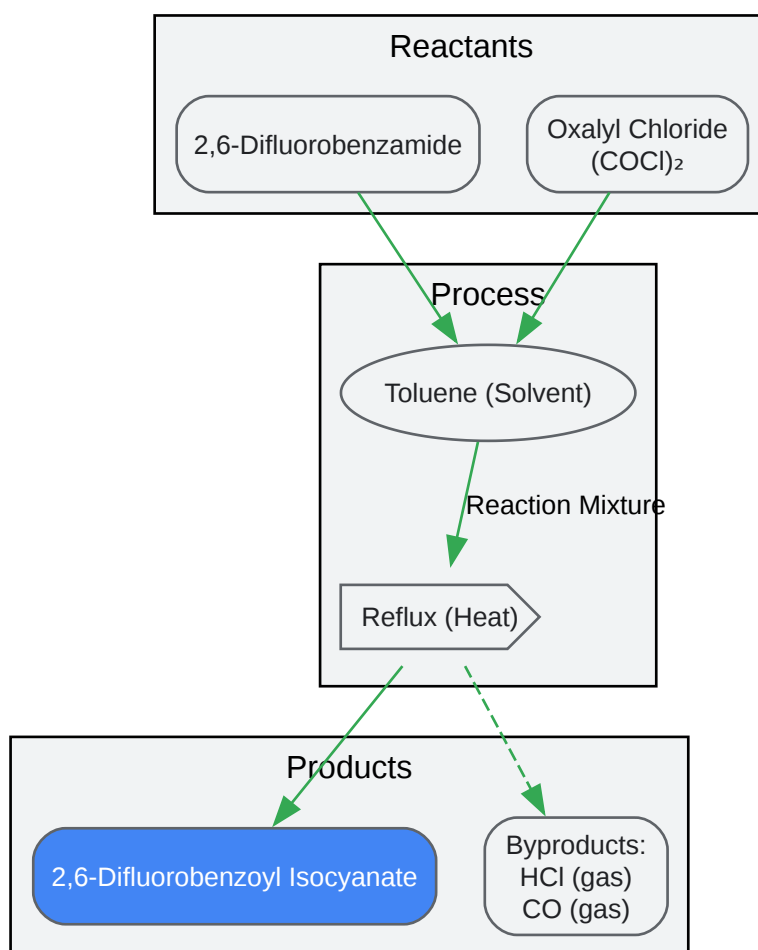 Reactants
2,6-Difluorobenzamide
Oxalyl Chloride
(COCl)₂
Process
Toluene (Solvent)
Reaction Mixture
Reflux (Heat)
Products
2,6-Difluorobenzoyl Isocyanate
Byproducts:
HCl (gas)
CO (gas)